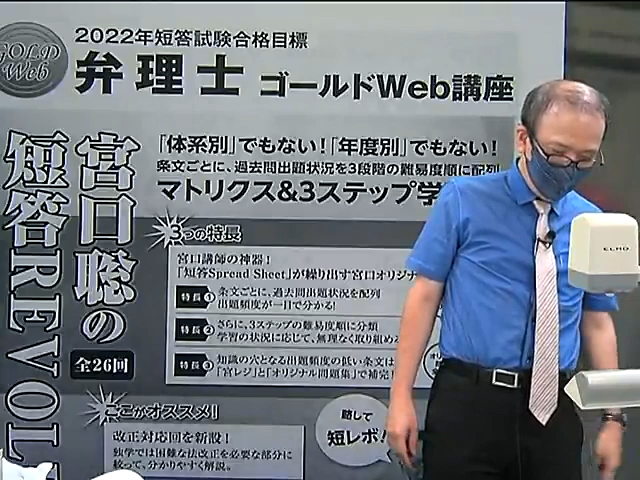 GOLD
Web
2022年短答試験合格目標
弁理士 ゴールドWeb講座
宮口聡の
短答REVOL
全26回
「体系別」でもない!「年度別」でもない!
条文ごとに、過去問出題状況を3段階の難易度順に配列
マトリクス&3ステップ学
3つの特長
宮口講師の神器!
「短答Spread Sheet」が繰り出す宮口オリジナ
特長1 条文ごとに、過去問出題状況を配列
出題頻度が一目で分かる!
特長2 さらに、3ステップの難易度順に分類
学習の状況に応じて、無理なく取り組め
特長3 知識の穴となる出題頻度の低い条文は
「宮レジ」と「オリジナル問題集」で補完
ここがオススメ!
改正対応回を新設!
独学では困難な法改正を必要な部分に
絞って、分かりやすく解説。
略して
短レボ!
ELMO